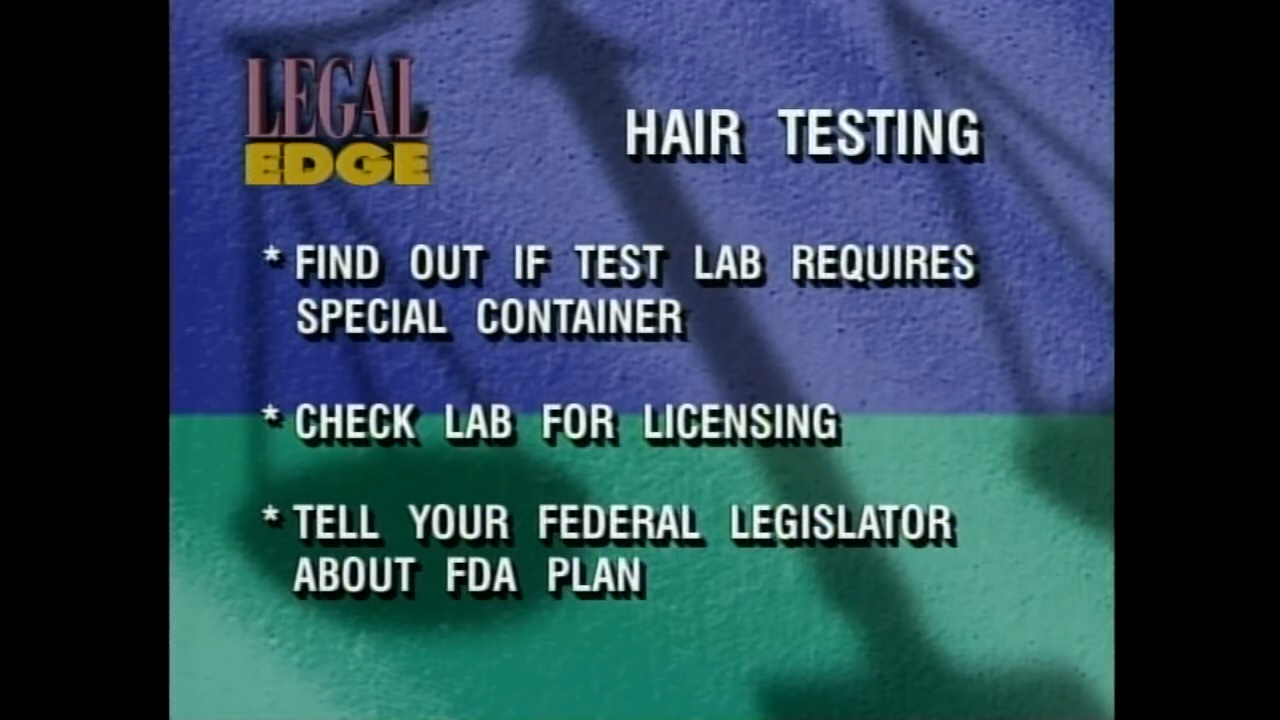 LEGAL
EDGE
HAIR TESTING
* FIND OUT IF TEST LAB REQUIRES
SPECIAL CONTAINER
* CHECK LAB FOR LICENSING
* TELL YOUR FEDERAL LEGISLATOR
ABOUT FDA PLAN